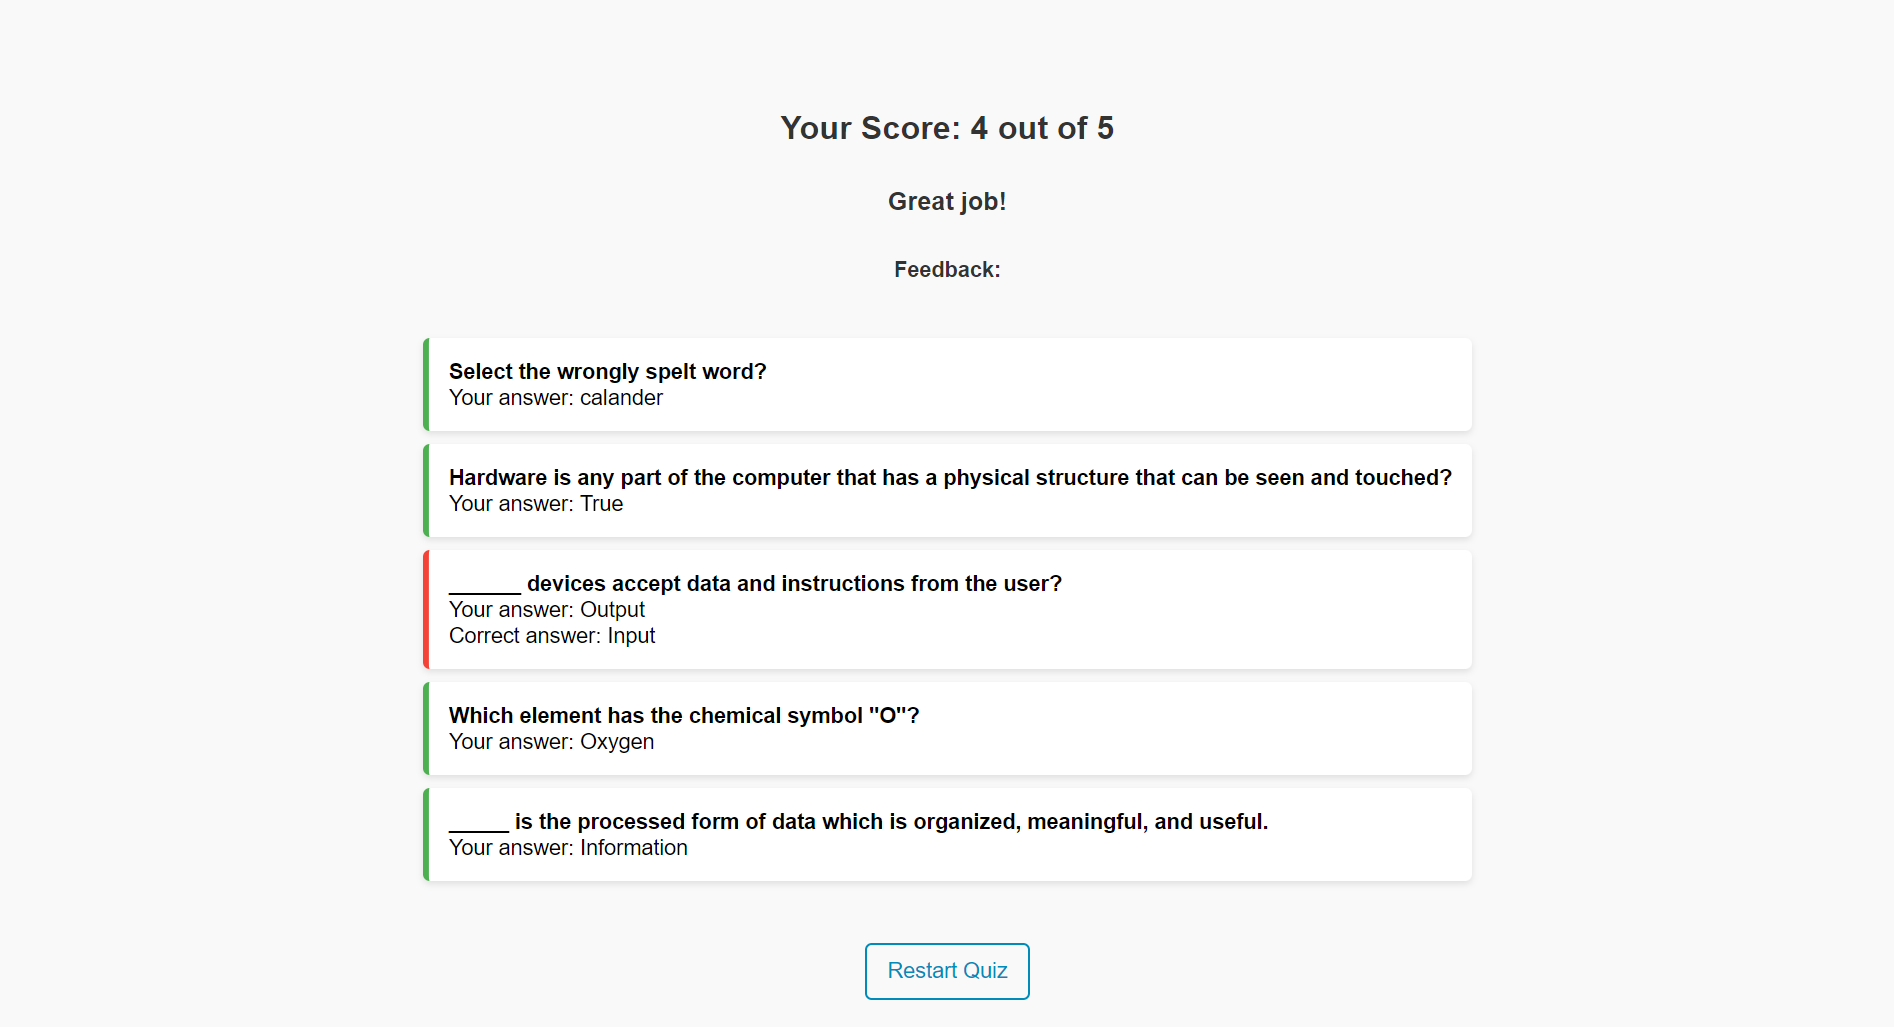 Your Score: 4 out of 5
Great job!
Feedback:
Select the wrongly spelt word?
Your answer: calander
Hardware is any part of the computer that has a physical structure that can be seen and touched?
Your answer: True
______ devices accept data and instructions from the user?
Your answer: Output
Correct answer: Input
Which element has the chemical symbol "O"?
Your answer: Oxygen
_____ is the processed form of data which is organized, meaningful, and useful.
Your answer: Information
Restart Quiz